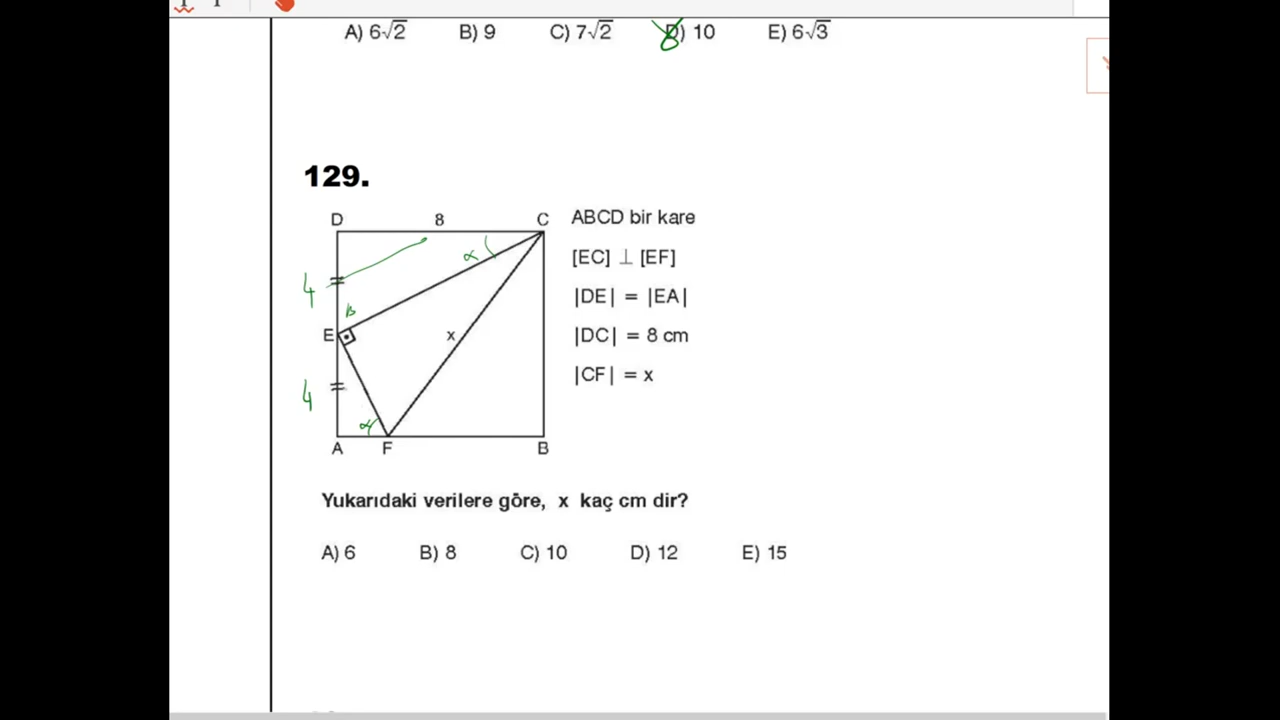 A) 6√2 B) 9 C) 7√2 D) 10 E) 6√3
129.
D 8 C
α
4
B
E
x
4
α
A F B
ABCD bir kare
[EC] ⊥ [EF]
|DE| = |EA|
|DC| = 8 cm
|CF| = x
Yukarıdaki verilere göre, x kaç cm dir?
A) 6 B) 8 C) 10 D) 12 E) 15